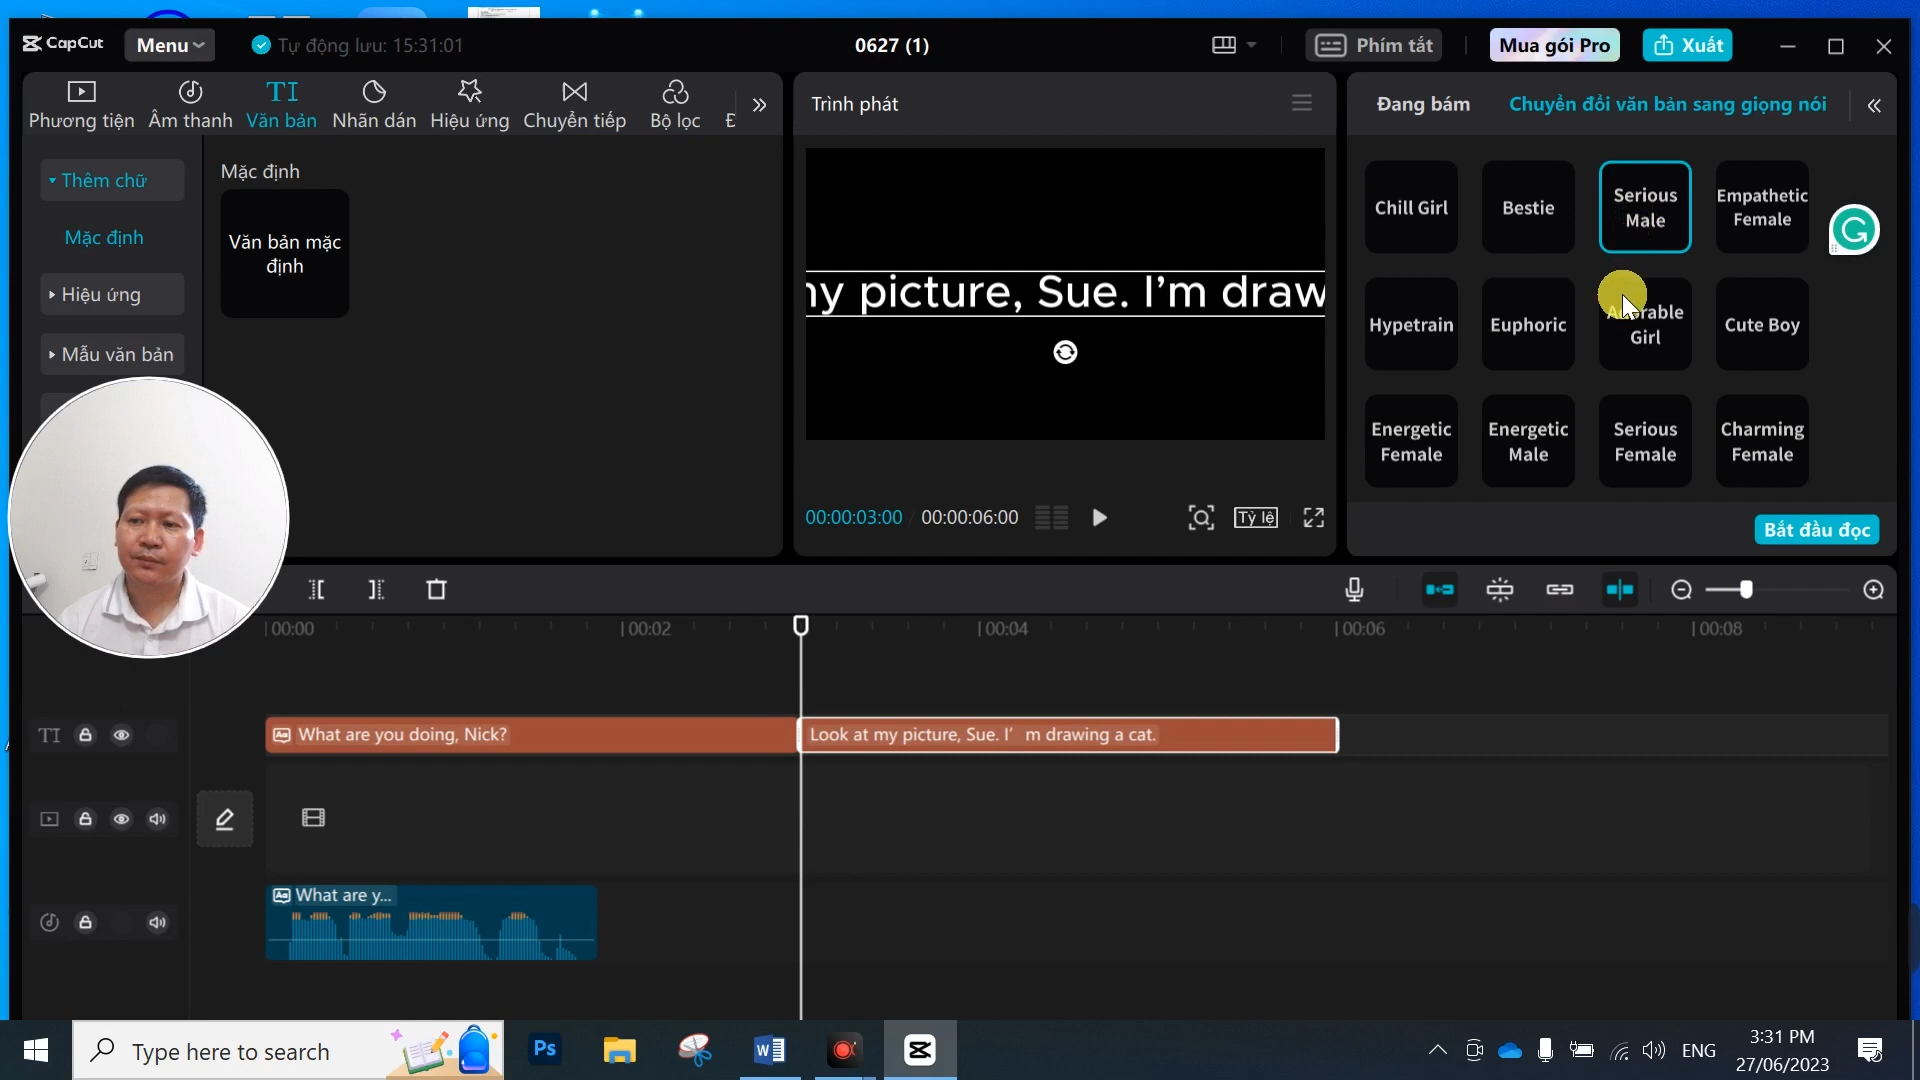 CapCut
Menu
Tự động lưu: 15:31:01
0627 (1)
Phím tắt
Mua gói Pro
Xuất
Phương tiện
Âm thanh
TI
Văn bản
Nhãn dán
Hiệu ứng
Chuyển tiếp
Bộ lọc
Trình phát
Đang bám
Chuyển đổi văn bản sang giọng nói
Thêm chữ
Mặc định
Hiệu ứng
Mẫu văn bản
Mặc định
Văn bản mặc
định
my picture, Sue. I'm draw
Chill Girl
Bestie
Serious
Male
Empathetic
Female
Hypetrain
Euphoric
Adorable
Girl
Cute Boy
Energetic
Female
Energetic
Male
Serious
Female
Charming
Female
00:00:03:00
00:00:06:00
Tỷ lệ
Bắt đầu đọc
00:00
00:02
00:04
00:06
00:08
TI
What are you doing, Nick?
Look at my picture, Sue. I' m drawing a cat.
What are y...
Type here to search
Ps
W
ENG
3:31 PM
27/06/2023